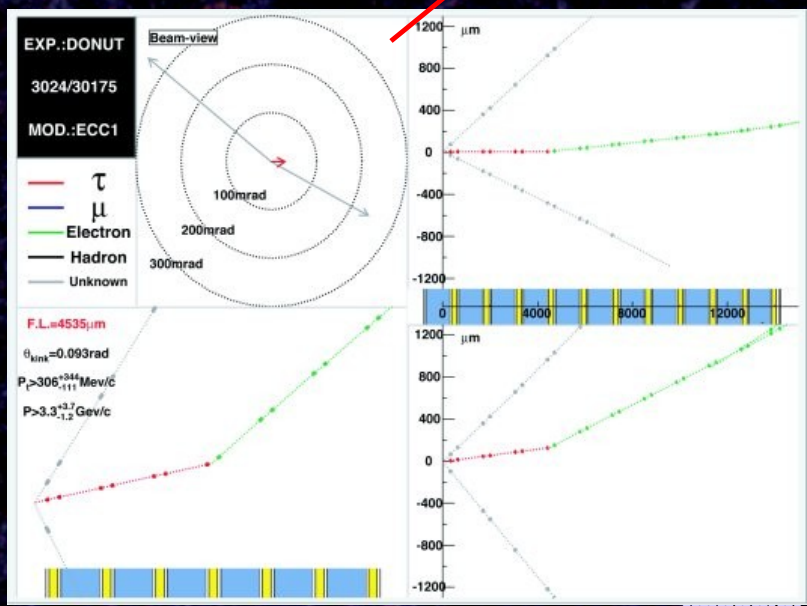 EXP.:DONUT
3024/30175
MOD.:ECC1
τ
μ
Electron
Hadron
Unknown
Beam-view
100mrad
200mrad
300mrad
F.L.=4535μm
θkink=0.093rad
Pt>306+344-111Mev/c
P>3.3+3.7-1.2Gev/c
1200
μm
800
400
0
-400
-800
-1200
0
4000
8000
12000
1200
μm
800
400
0
-400
-800
-1200